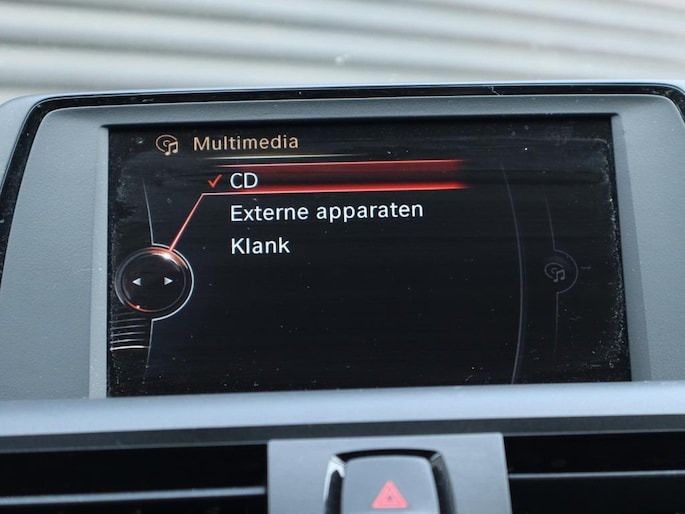 Multimedia
CD
Externe apparaten
Klank